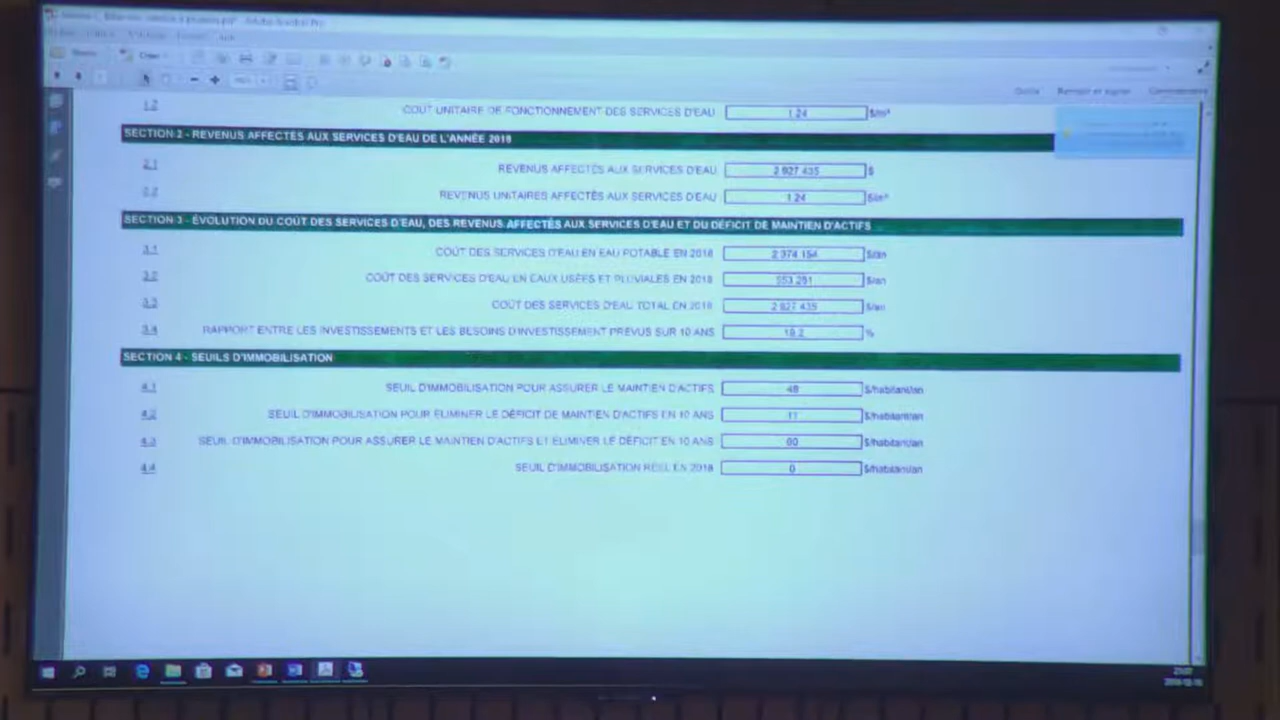 1.2 COÛT UNITAIRE DE FONCTIONNEMENT DES SERVICES D'EAU 1.24 $/m³
SECTION 2 - REVENUS AFFECTÉS AUX SERVICES D'EAU DE L'ANNÉE 2018
2.1 REVENUS AFFECTÉS AUX SERVICES D'EAU 2 827 435 $
2.2 REVENUS UNITAIRES AFFECTÉS AUX SERVICES D'EAU 1.24 $/m³
SECTION 3 - ÉVOLUTION DU COÛT DES SERVICES D'EAU, DES REVENUS AFFECTÉS AUX SERVICES D'EAU ET DU DÉFICIT DE MAINTIEN D'ACTIFS
3.1 COÛT DES SERVICES D'EAU EN EAU POTABLE EN 2018 2 374 154 $/an
3.2 COÛT DES SERVICES D'EAU EN EAUX USÉES ET PLUVIALES EN 2018 $/an
3.3 COÛT DES SERVICES D'EAU TOTAL EN 2018 2 827 435 $/an
3.4 RAPPORT ENTRE LES INVESTISSEMENTS ET LES BESOINS D'INVESTISSEMENT PRÉVUS SUR 10 ANS %
SECTION 4 - SEUILS D'IMMOBILISATION
4.1 SEUIL D'IMMOBILISATION POUR ASSURER LE MAINTIEN D'ACTIFS $/habitant/an
4.2 SEUIL D'IMMOBILISATION POUR ÉLIMINER LE DÉFICIT DE MAINTIEN D'ACTIFS EN 10 ANS 11 $/habitant/an
4.3 SEUIL D'IMMOBILISATION POUR ASSURER LE MAINTIEN D'ACTIFS ET ÉLIMINER LE DÉFICIT EN 10 ANS $/habitant/an
4.4 SEUIL D'IMMOBILISATION RÉEL EN 2018 0 $/habitant/an